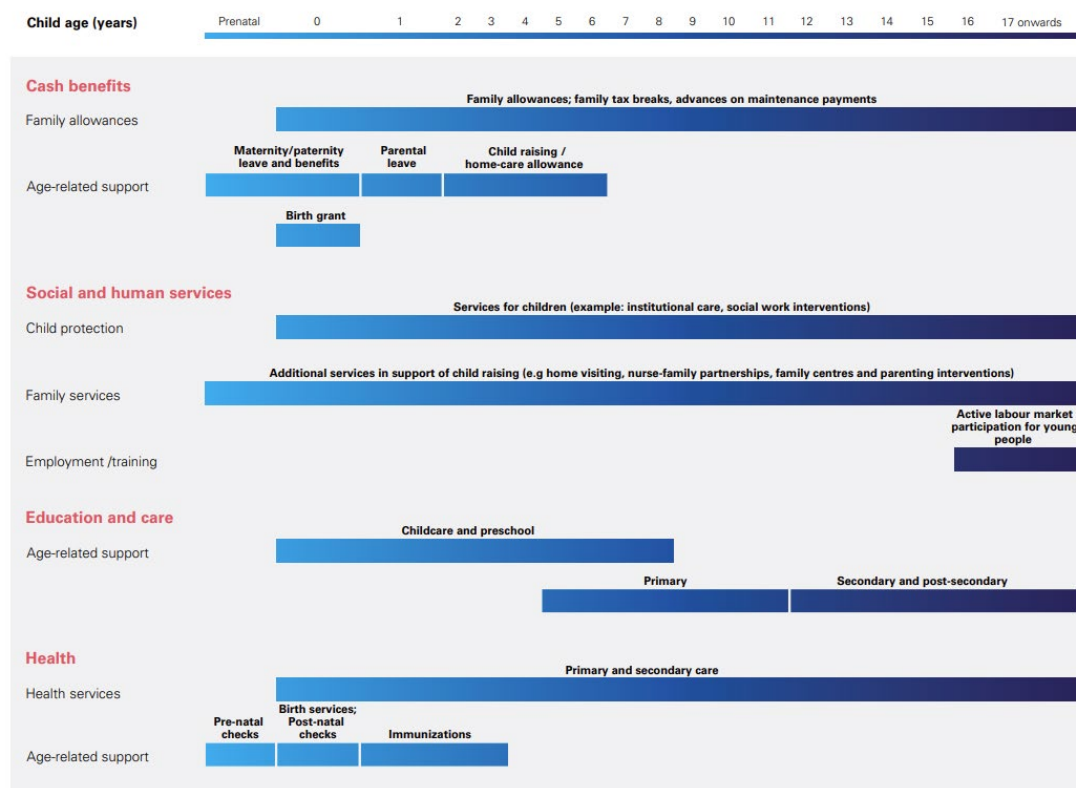 Child age (years) Prenatal 0 1 2 3 4 5 6 7 8 9 10 11 12 13 14 15 16 17 onwards
Cash benefits
Family allowances; family tax breaks, advances on maintenance payments
Family allowances
Maternity/paternity
leave and benefits
Parental
leave
Child raising /
home-care allowance
Age-related support
Birth grant
Social and human services
Services for children (example: institutional care, social work interventions)
Child protection
Additional services in support of child raising (e.g home visiting, nurse-family partnerships, family centres and parenting interventions)
Family services
Active labour market
participation for young
people
Employment /training
Education and care
Childcare and preschool
Age-related support
Primary
Secondary and post-secondary
Health
Primary and secondary care
Health services
Pre-natal
checks
Birth services;
Post-natal
checks
Immunizations
Age-related support